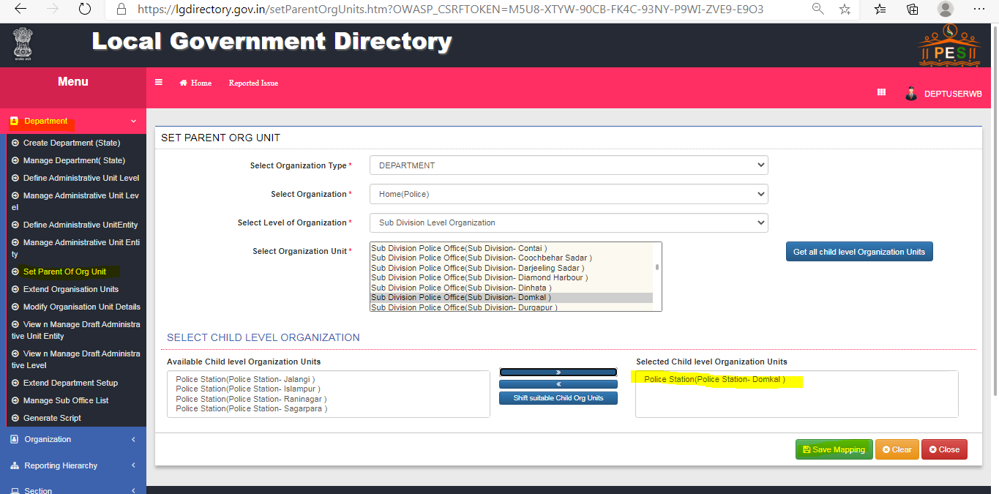 https://lgdirectory.gov.in/setParentOrgUnits.htm?OWASP_CSRFTOKEN=M5U8-XTYW-90CB-FK4C-93NY-P9WI-ZVE9-E9O3
Local Government Directory
PES
Menu
Home
Reported Issue
DEPTUSERWB
Department
Create Department (State)
Manage Department( State)
Define Administrative Unit Level
Manage Administrative Unit Lev
el
Define Administrative UnitEntity
Manage Administrative Unit Enti
ty
Set Parent Of Org Unit
Extend Organisation Units
Modify Organisation Unit Details
View n Manage Draft Administra
tive Unit Entity
View n Manage Draft Administra
tive Level
Extend Department Setup
Manage Sub Office List
Generate Script
Organization
Reporting Hierarchy
Section
SET PARENT ORG UNIT
Select Organization Type *
DEPARTMENT
Select Organization *
Home(Police)
Select Level of Organization *
Sub Division Level Organization
Select Organization Unit *
Sub Division Police Office(Sub Division- Contai )
Sub Division Police Office(Sub Division- Coochbehar Sadar )
Sub Division Police Office(Sub Division- Darjeeling Sadar )
Sub Division Police Office(Sub Division- Diamond Harbour )
Sub Division Police Office(Sub Division- Dinhata )
Sub Division Police Office(Sub Division- Domkal )
Sub Division Police Office(Sub Division- Durgapur )
Get all child level Organization Units
SELECT CHILD LEVEL ORGANIZATION
Available Child level Organization Units
Police Station(Police Station- Jalangi )
Police Station(Police Station- Islampur )
Police Station(Police Station- Raninagar )
Police Station(Police Station- Sagarpara )
»
«
Shift suitable Child Org Units
Selected Child level Organization Units
Police Station(Police Station- Domkal )
Save Mapping
Clear
Close